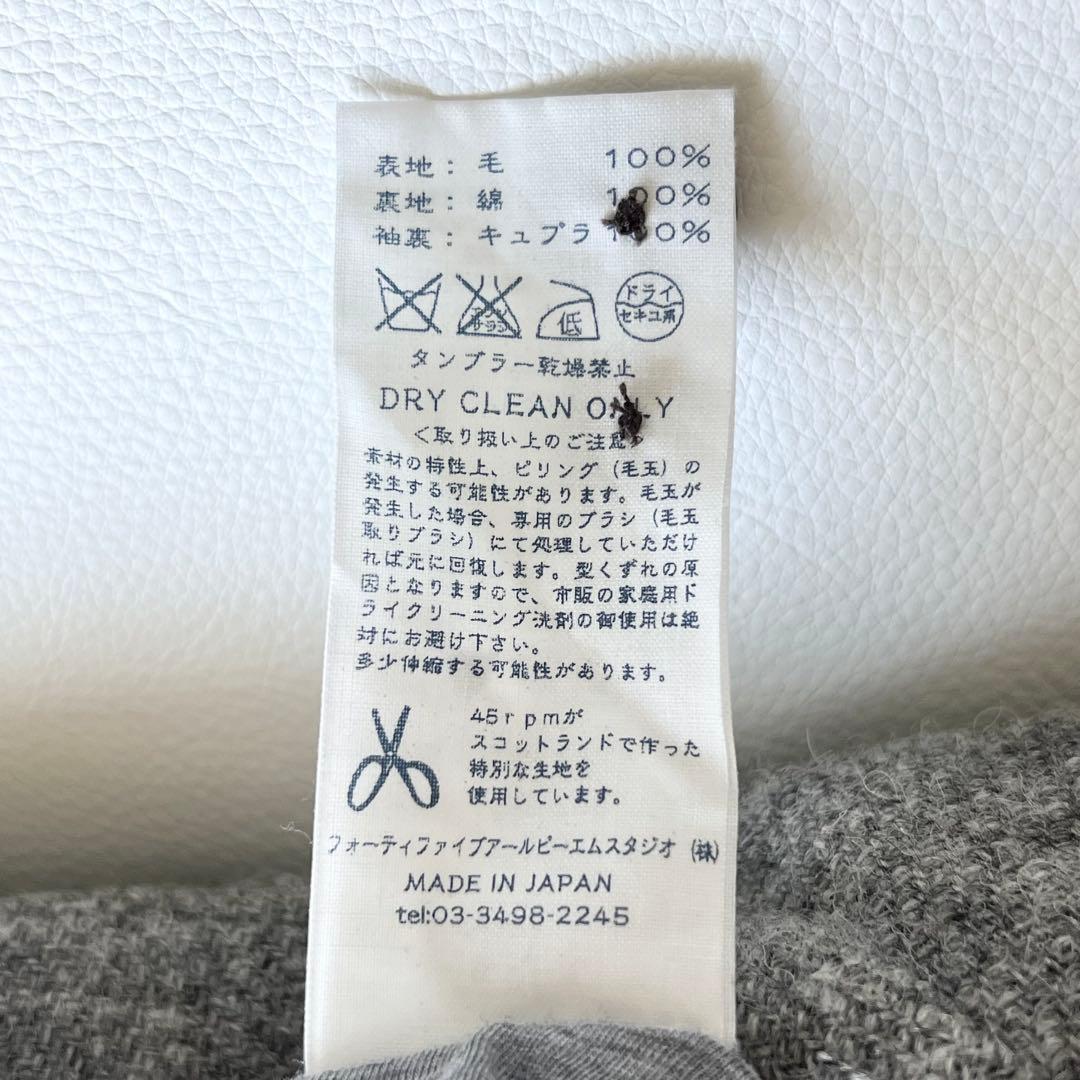 表地：毛 100%
裏地：綿 100%
袖裏：キュプラ 100%
低
ドライ
セキユ系
タンブラー乾燥禁止
DRY CLEAN ONLY
＜取り扱い上のご注意＞
素材の特性上、ピリング（毛玉）の
発生する可能性があります。毛玉が
発生した場合、専用のブラシ（毛玉
取りブラシ）にて処理していただけ
れば元に回復します。型くずれの原
因となりますので、市販の家庭用ド
ライクリーニング洗剤の御使用は絶
対にお避け下さい。
多少伸縮する可能性があります。
45rpmが
スコットランドで作った
特別な生地を
使用しています。
フォーティファイブアールピーエムスタジオ（株）
MADE IN JAPAN
tel:03-3498-2245